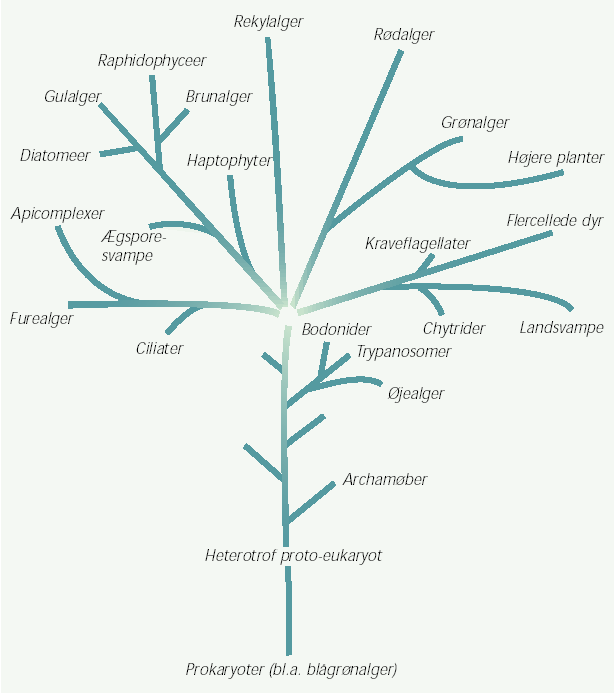 Rekylalger
Rødalger
Raphidophyceer
Gulalger
Brunalger
Grønalger
Diatomeer
Haptophyter
Højere planter
Apicomplexer
Ægspore-
svampe
Flercellede dyr
Kraveflagellater
Furealger
Ciliater
Bodonider
Chytrider
Landsvampe
Trypanosomer
Øjealger
Archamøber
Heterotrof proto-eukaryot
Prokaryoter (bl.a. blågrønalger)